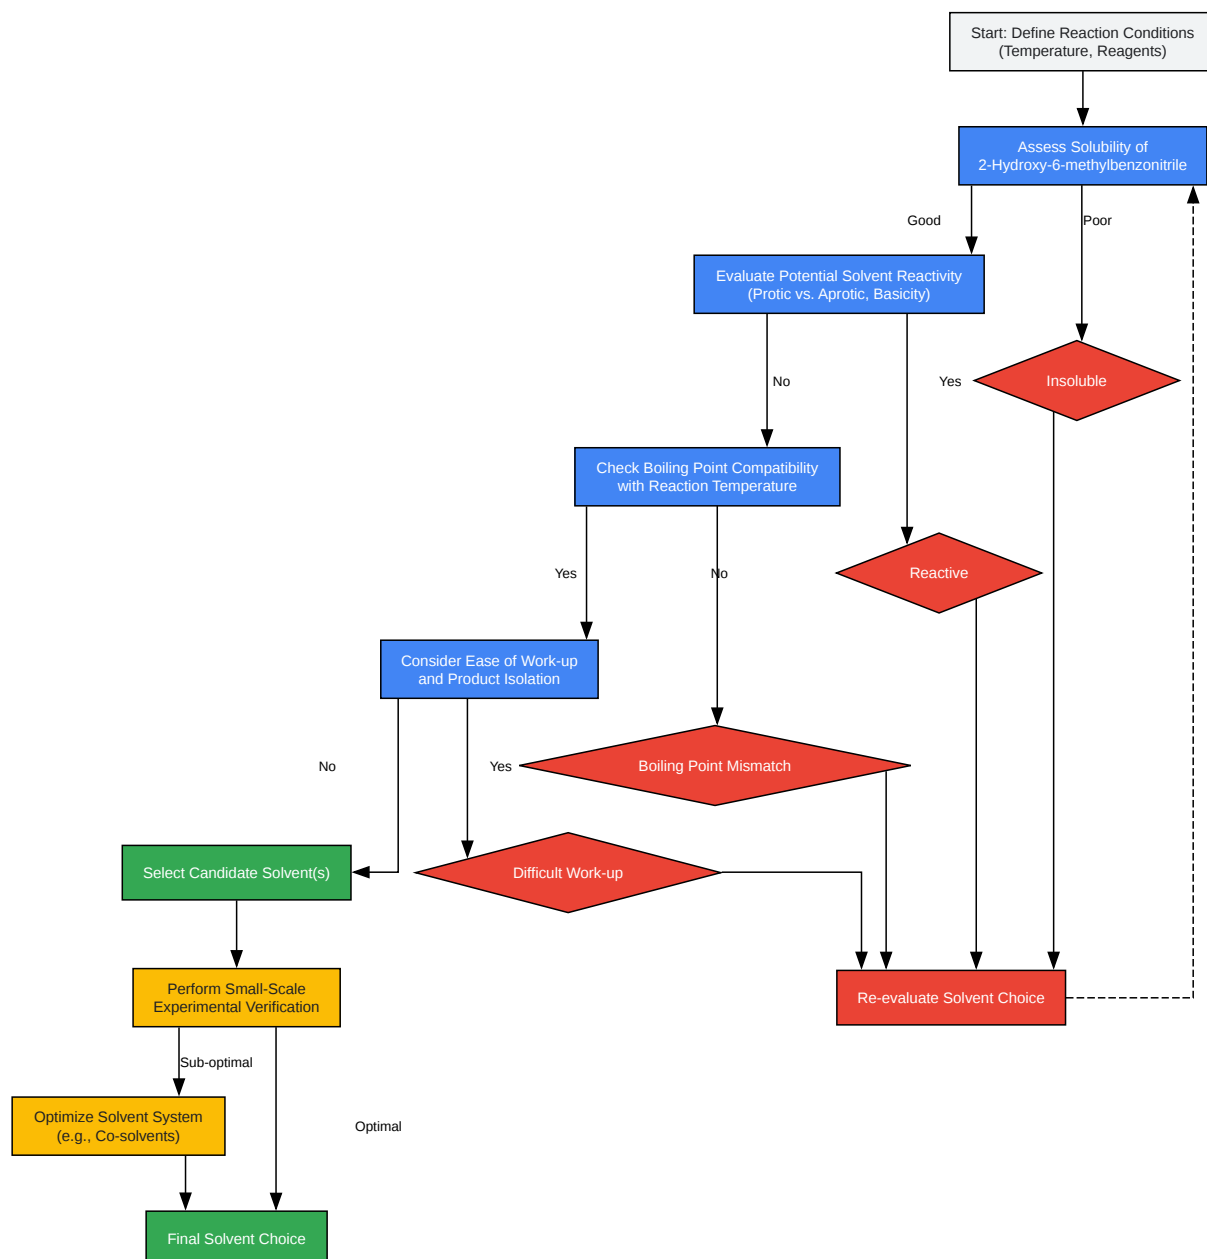 Start: Define Reaction Conditions
(Temperature, Reagents)
Assess Solubility of
2-Hydroxy-6-methylbenzonitrile
Good
Poor
Evaluate Potential Solvent Reactivity
(Protic vs. Aprotic, Basicity)
No
Yes
Insoluble
Check Boiling Point Compatibility
with Reaction Temperature
Yes
No
Reactive
Consider Ease of Work-up
and Product Isolation
No
Yes
Boiling Point Mismatch
Select Candidate Solvent(s)
Difficult Work-up
Perform Small-Scale
Experimental Verification
Re-evaluate Solvent Choice
Sub-optimal
Optimize Solvent System
(e.g., Co-solvents)
Optimal
Final Solvent Choice